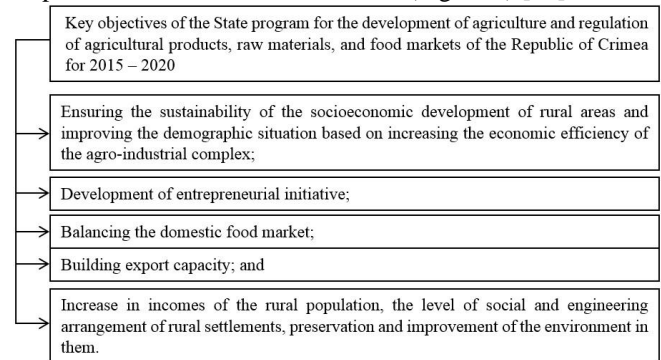 Key objectives of the State program for the development of agriculture and regulation
of agricultural products, raw materials, and food markets of the Republic of Crimea
for 2015 – 2020
Ensuring the sustainability of the socioeconomic development of rural areas and
improving the demographic situation based on increasing the economic efficiency of
the agro-industrial complex;
Development of entrepreneurial initiative;
Balancing the domestic food market;
Building export capacity; and
Increase in incomes of the rural population, the level of social and engineering
arrangement of rural settlements, preservation and improvement of the environment in
them.